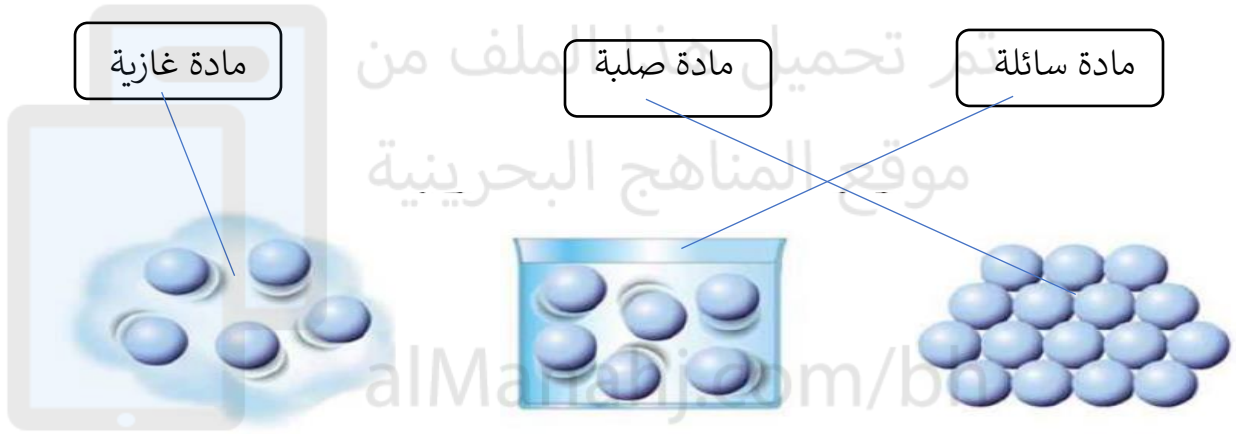 مادة سائلة
مادة صلبة
مادة غازية
تم تحميل هذا الملف من
موقع المناهج البحرينية
alManahj.com/bh